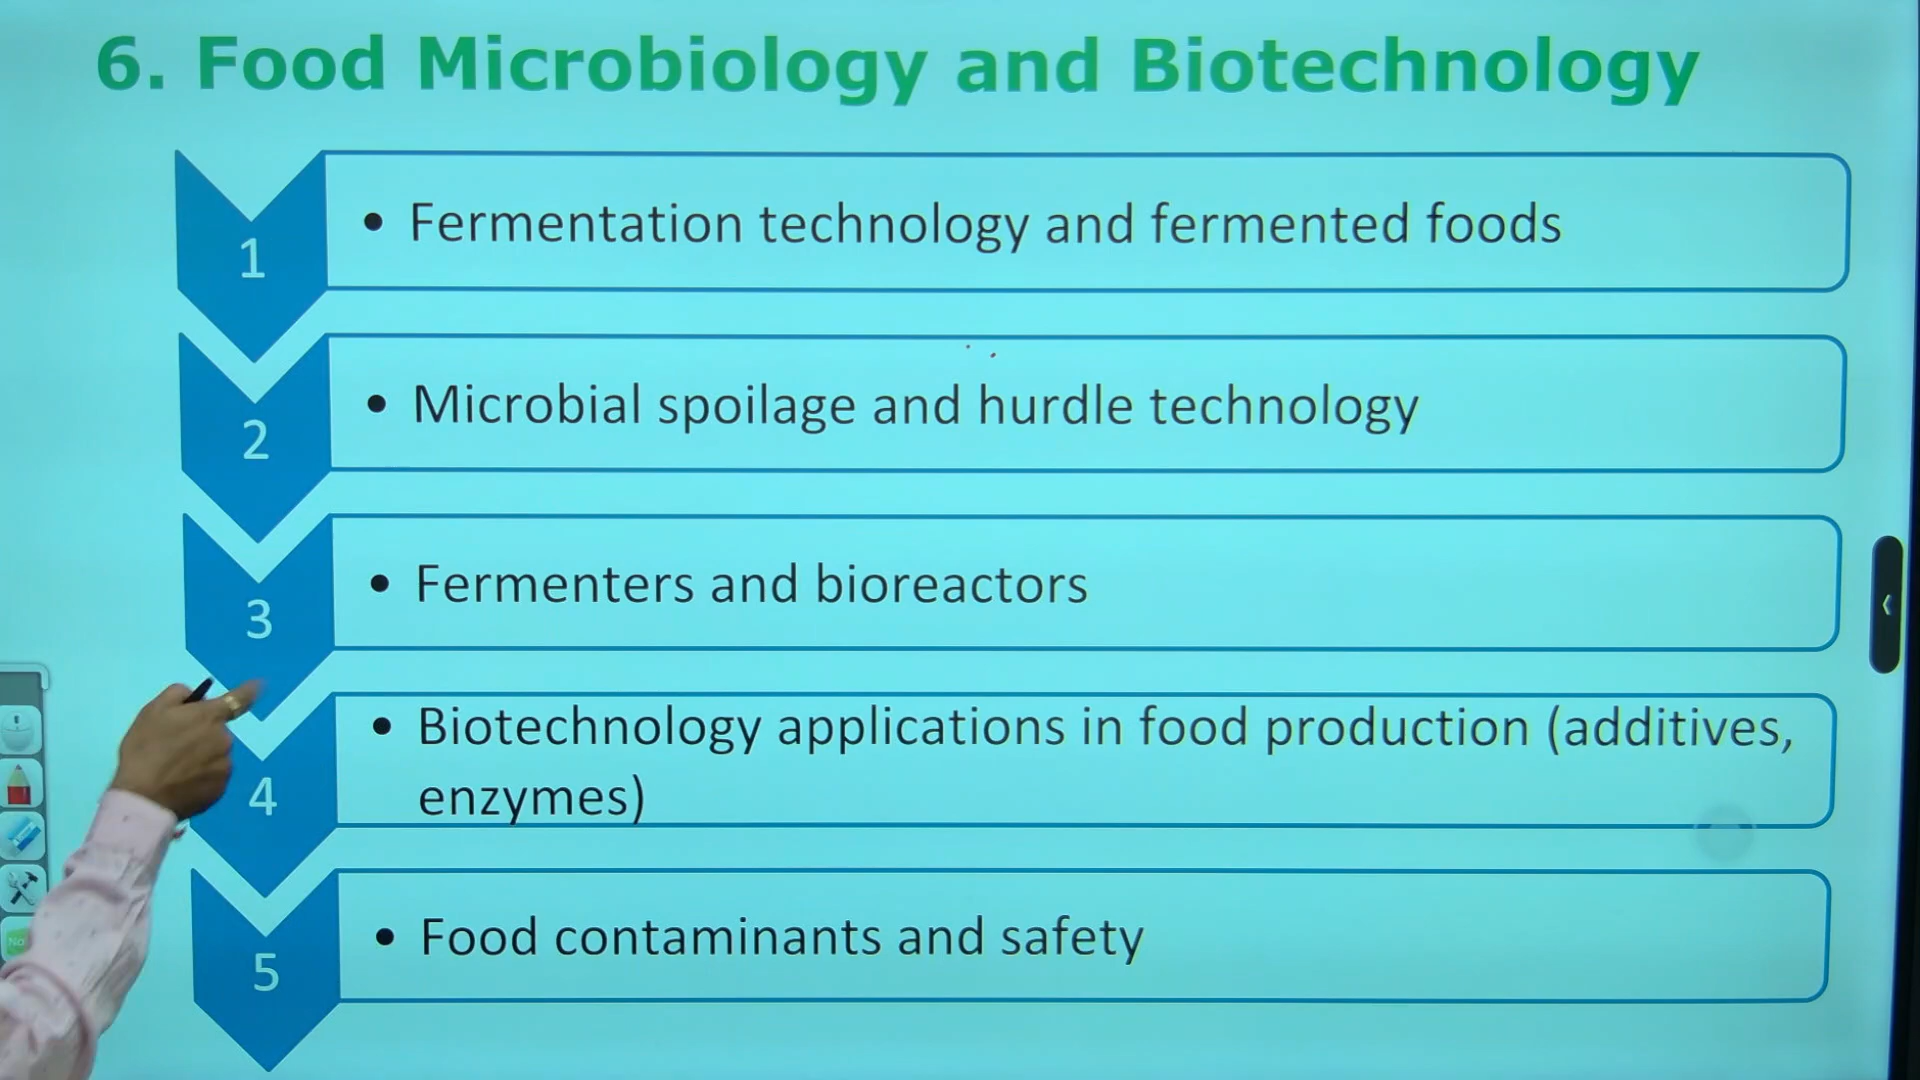 6. Food Microbiology and Biotechnology
1
• Fermentation technology and fermented foods
2
• Microbial spoilage and hurdle technology
3
• Fermenters and bioreactors
4
• Biotechnology applications in food production (additives,
enzymes)
5
• Food contaminants and safety
No